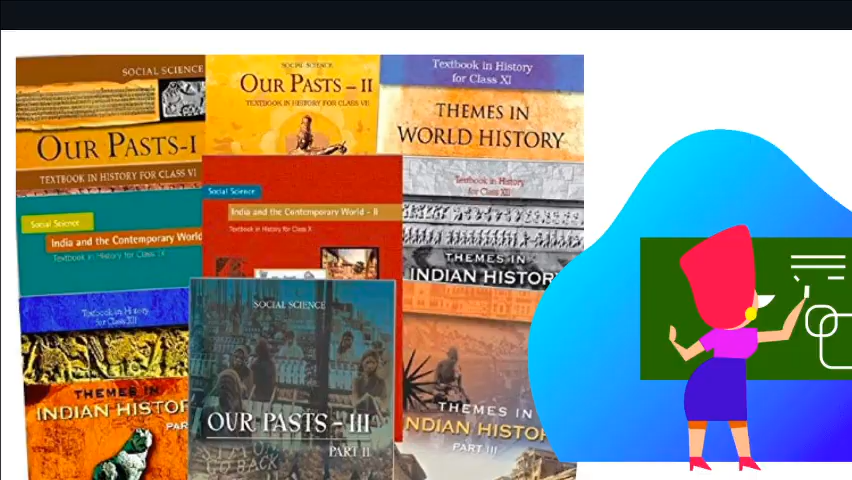 SOCIAL SCIENCE
OUR PASTS-I
TEXTBOOK IN HISTORY FOR CLASS VI
SOCIAL SCIENCE
OUR PASTS – II
TEXTBOOK IN HISTORY FOR CLASS VII
Textbook in History
for Class XI
THEMES IN
WORLD HISTORY
Social Science
India and the Contemporary World
Textbook in History for Class IX
Social Science
India and the Contemporary World – II
Textbook in History for Class X
Textbook in History
for Class XII
THEMES IN
INDIAN HISTORY
Textbook in History
for Class XII
THEMES IN
INDIAN HISTOR
PAR
SOCIAL SCIENCE
OUR PASTS – III
PART II
GO BACK
THEMES IN
INDIAN HISTOR
PART III